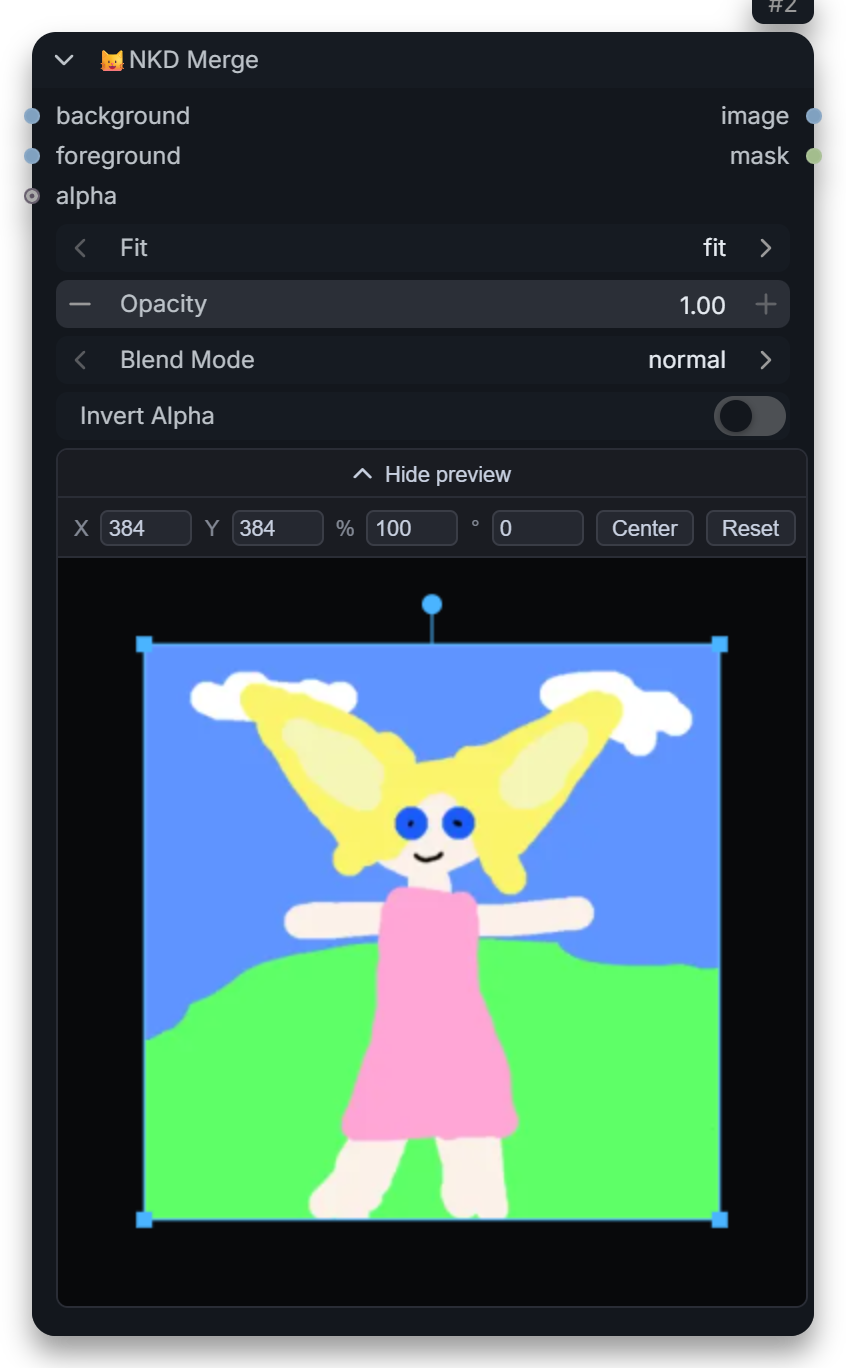 #2
NKD Merge
background image
foreground mask
alpha
Fit fit
Opacity 1.00
Blend Mode normal
Invert Alpha
Hide preview
X 384 Y 384 % 100 ° 0 Center Reset